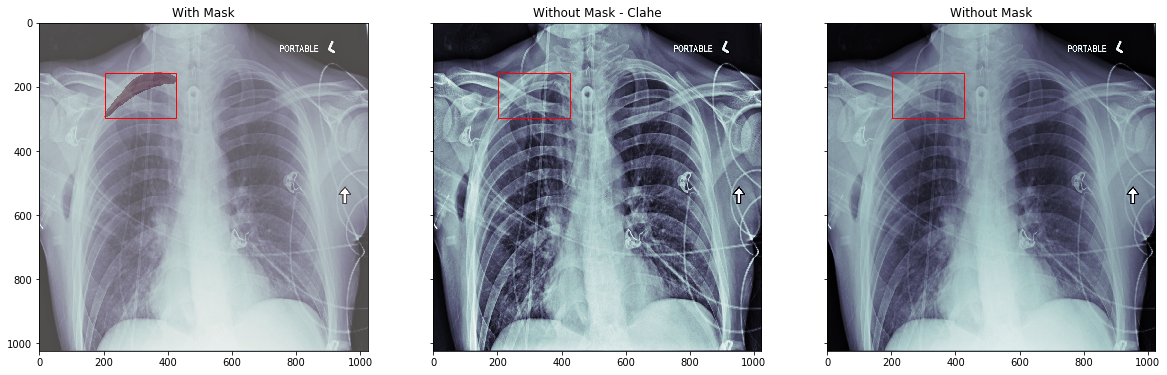 With Mask
Without Mask - Clahe
Without Mask
PORTABLE L
PORTABLE L
PORTABLE L
0
200
400
600
800
1000
0 200 400 600 800 1000
0 200 400 600 800 1000
0 200 400 600 800 1000